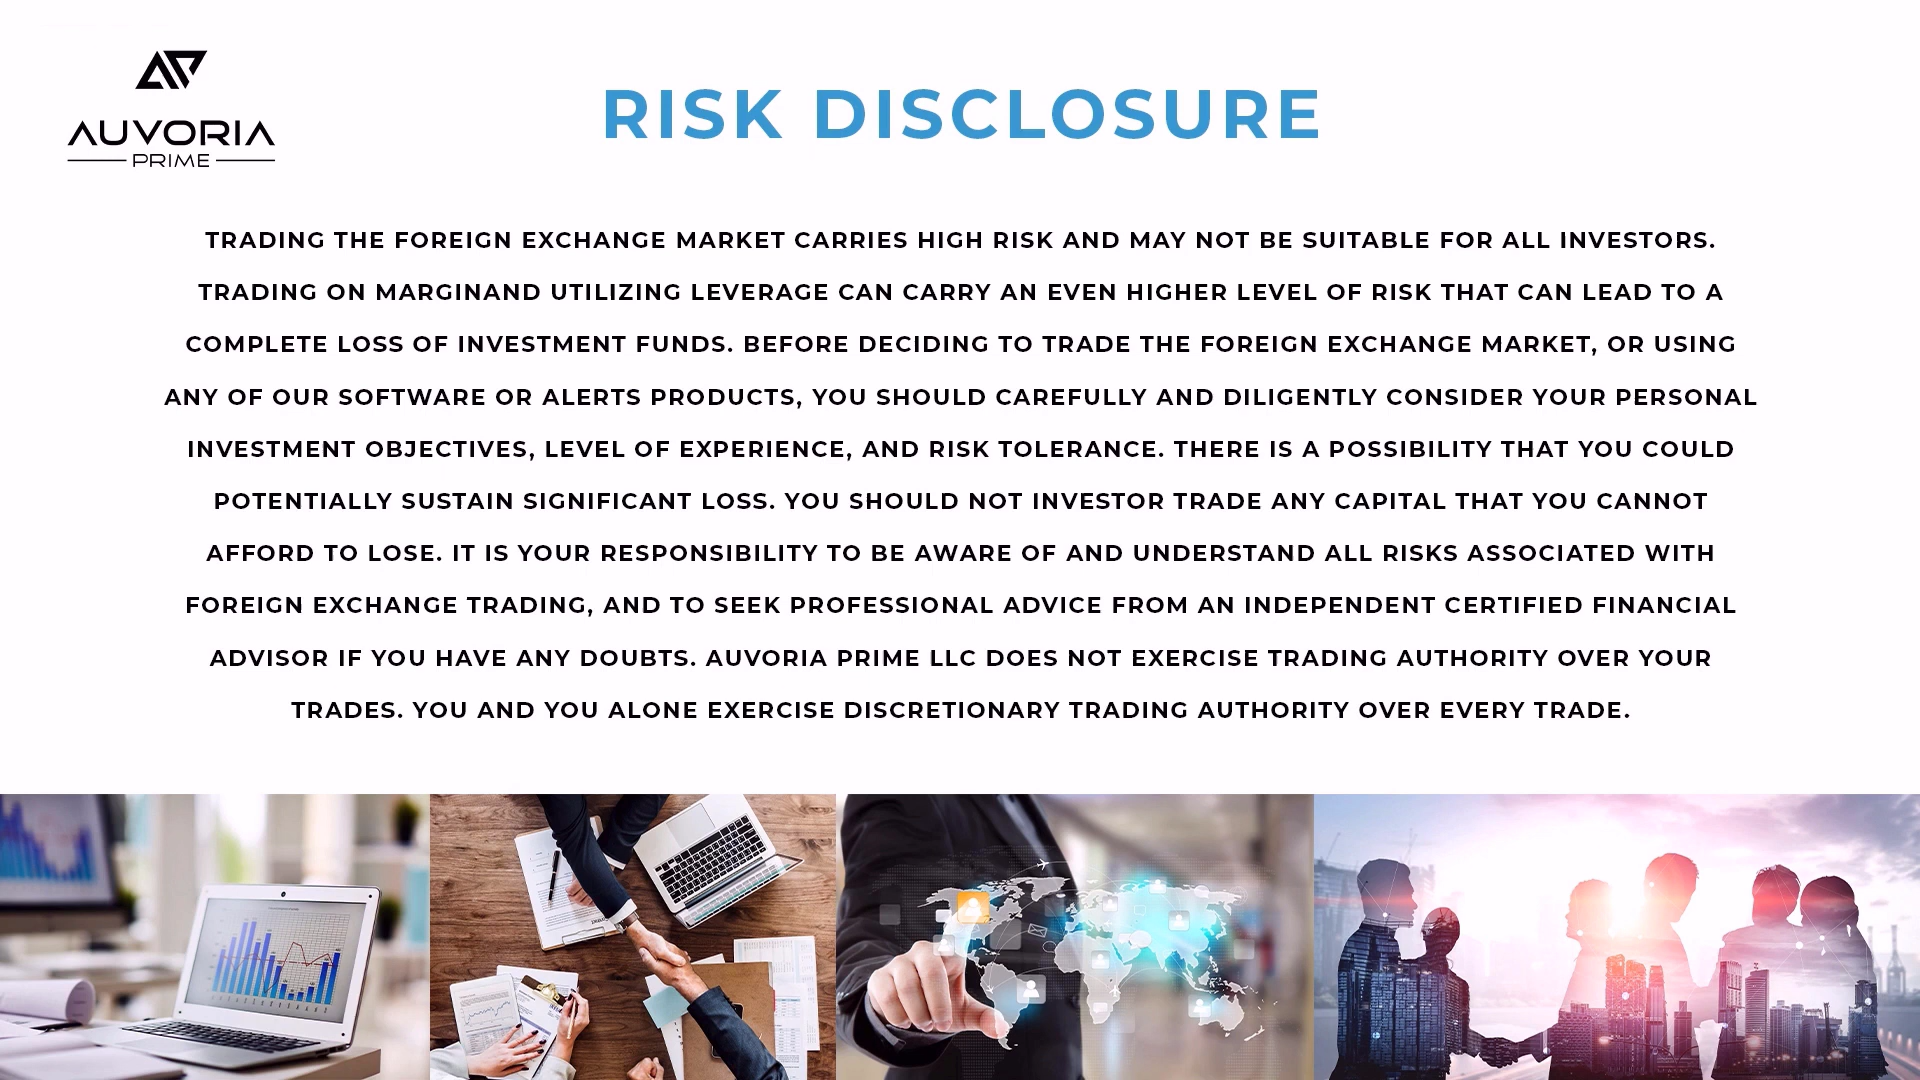 AUVORIA
PRIME
RISK DISCLOSURE
TRADING THE FOREIGN EXCHANGE MARKET CARRIES HIGH RISK AND MAY NOT BE SUITABLE FOR ALL INVESTORS.
TRADING ON MARGINAND UTILIZING LEVERAGE CAN CARRY AN EVEN HIGHER LEVEL OF RISK THAT CAN LEAD TO A
COMPLETE LOSS OF INVESTMENT FUNDS. BEFORE DECIDING TO TRADE THE FOREIGN EXCHANGE MARKET, OR USING
ANY OF OUR SOFTWARE OR ALERTS PRODUCTS, YOU SHOULD CAREFULLY AND DILIGENTLY CONSIDER YOUR PERSONAL
INVESTMENT OBJECTIVES, LEVEL OF EXPERIENCE, AND RISK TOLERANCE. THERE IS A POSSIBILITY THAT YOU COULD
POTENTIALLY SUSTAIN SIGNIFICANT LOSS. YOU SHOULD NOT INVESTOR TRADE ANY CAPITAL THAT YOU CANNOT
AFFORD TO LOSE. IT IS YOUR RESPONSIBILITY TO BE AWARE OF AND UNDERSTAND ALL RISKS ASSOCIATED WITH
FOREIGN EXCHANGE TRADING, AND TO SEEK PROFESSIONAL ADVICE FROM AN INDEPENDENT CERTIFIED FINANCIAL
ADVISOR IF YOU HAVE ANY DOUBTS. AUVORIA PRIME LLC DOES NOT EXERCISE TRADING AUTHORITY OVER YOUR
TRADES. YOU AND YOU ALONE EXERCISE DISCRETIONARY TRADING AUTHORITY OVER EVERY TRADE.